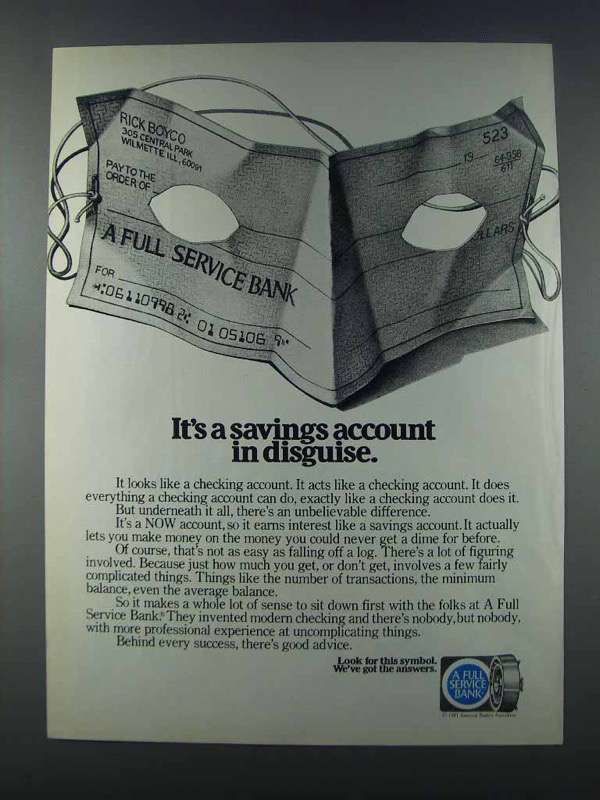 RICK BOYCO
305 CENTRAL PARK
WILMETTE ILL, 60091
523
19
PAY TO THE
ORDER OF
DOLLARS
A FULL SERVICE BANK
FOR
It's a savings account
in disguise.
It looks like a checking account. It acts like a checking account. It does
everything a checking account can do, exactly like a checking account does it.
But underneath it all, there's an unbelievable difference.
It's a NOW account, so it earns interest like a savings account. It actually
lets you make money on the money you could never get a dime for before.
Of course, that's not as easy as falling off a log. There's a lot of figuring
involved. Because just how much you get, or don't get, involves a few fairly
complicated things. Things like the number of transactions, the minimum
balance, even the average balance.
So it makes a whole lot of sense to sit down first with the folks at A Full
Service Bank.® They invented modern checking and there's nobody, but nobody,
with more professional experience at uncomplicating things.
Behind every success, there's good advice.
Look for this symbol.
We've got the answers.
A FULL
SERVICE
BANK
© 1981 American Bankers Association